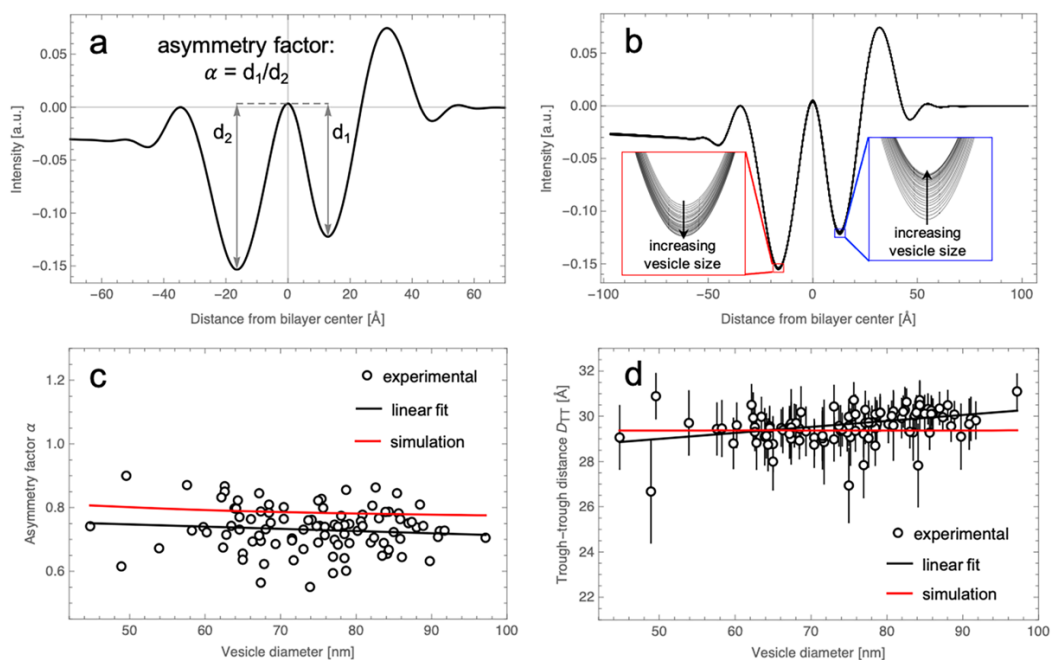 a
asymmetry factor:
α = d1/d2
d2
d1
Intensity [a.u.]
0.05
0.00
−0.05
−0.10
−0.15
−60
−40
−20
0
20
40
60
Distance from bilayer center [Å]
b
increasing
vesicle size
increasing
vesicle size
Intensity [a.u.]
0.05
0.00
−0.05
−0.10
−0.15
−100
−50
0
50
100
Distance from bilayer center [Å]
c
experimental
linear fit
simulation
Asymmetry factor α
1.2
1.0
0.8
0.6
50
60
70
80
90
100
Vesicle diameter [nm]
d
experimental
linear fit
simulation
Trough−trough distance DTT [Å]
32
30
28
26
24
22
50
60
70
80
90
100
Vesicle diameter [nm]